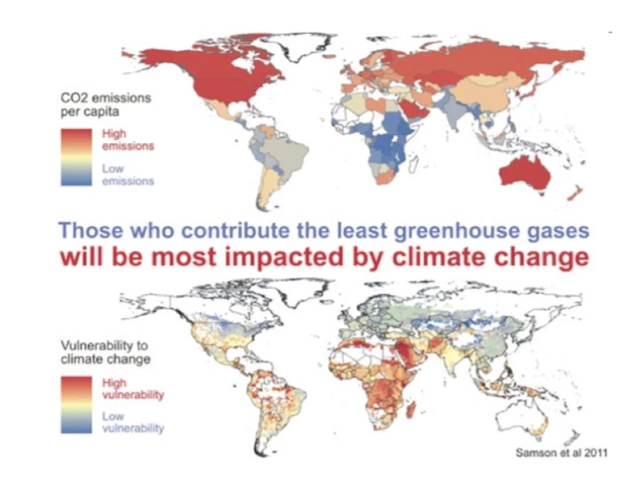 CO2 emissions
per capita
High
emissions
Low
emissions
Those who contribute the least greenhouse gases
will be most impacted by climate change
Vulnerability to
climate change
High
vulnerability
Low
vulnerability
Samson et al 2011